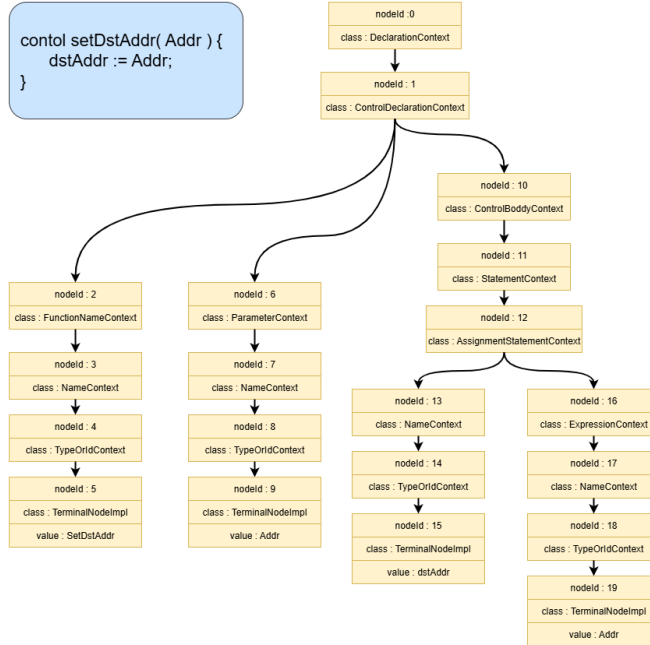 contol setDstAddr( Addr ) {
dstAddr := Addr;
}
nodeId :0
class : DeclarationContext
nodeId : 1
class : ControlDeclarationContext
nodeId : 2
class : FunctionNameContext
nodeId : 3
class : NameContext
nodeId : 4
class : TypeOrIdContext
nodeId : 5
class : TerminalNodeImpl
value : SetDstAddr
nodeId : 6
class : ParameterContext
nodeId : 7
class : NameContext
nodeId : 8
class : TypeOrIdContext
nodeId : 9
class : TerminalNodeImpl
value : Addr
nodeId : 10
class : ControlBoddyContext
nodeId : 11
class : StatementContext
nodeId : 12
class : AssignmentStatementContext
nodeId : 13
class : NameContext
nodeId : 14
class : TypeOrIdContext
nodeId : 15
class : TerminalNodeImpl
value : dstAddr
nodeId : 16
class : ExpressionContext
nodeId : 17
class : NameContext
nodeId : 18
class : TypeOrIdContext
nodeId : 19
class : TerminalNodeImpl
value : Addr